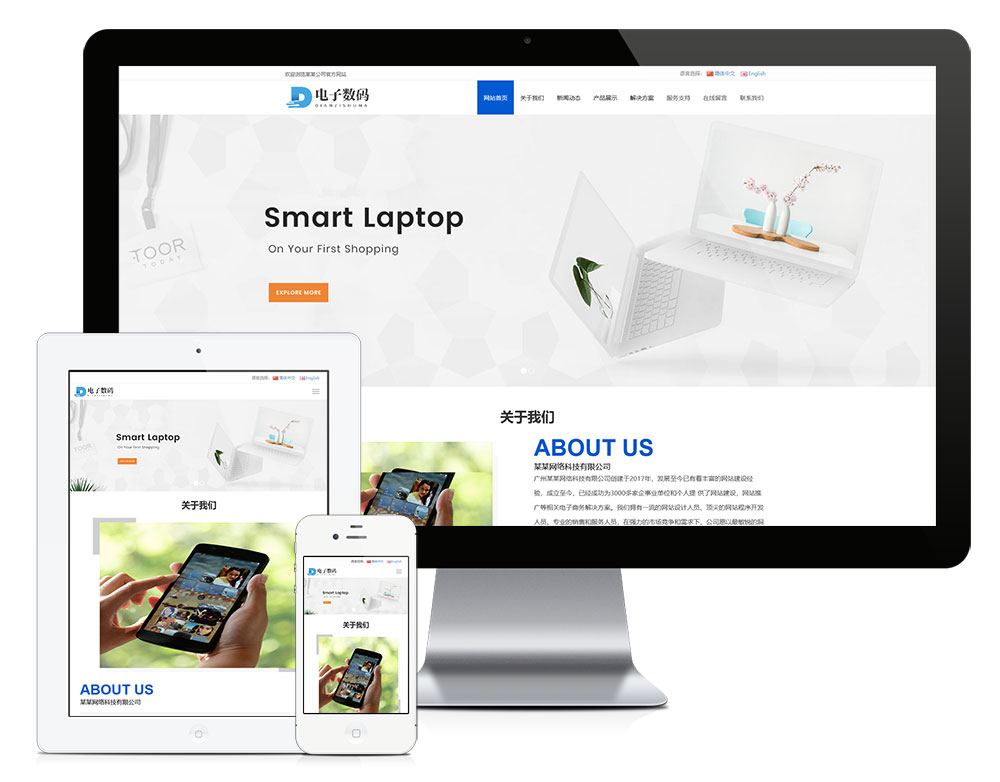 欢迎浏览某某公司官方网站
语言选择: 简体中文 English
电子数码
DIANZISHUMA
网站首页 关于我们 新闻动态 产品展示 解决方案 服务支持 在线留言 联系我们
TOOR
TODAY
Smart Laptop
On Your First Shopping
EXPLORE MORE
关于我们
ABOUT US
某某网络科技有限公司
广州某某网络科技有限公司创建于2017年，发展至今已有着丰富的网站建设经
验，成立至今，已经成功为3000多家企事业单位和个人提 供了网站建设、网站推
广等相关电子商务解决方案。我们拥有一流的网站设计人员、顶尖的网站程序开发
人员、专业的销售和服务人员，在强力的市场竞争和需求下，公司是以最敏锐的洞
语言选择: 简体中文 English
电子数码
Smart Laptop
On Your First Shopping
关于我们
ABOUT US
某某网络科技有限公司
语言选择: 简体中文 English
电子数码
Smart Laptop
关于我们